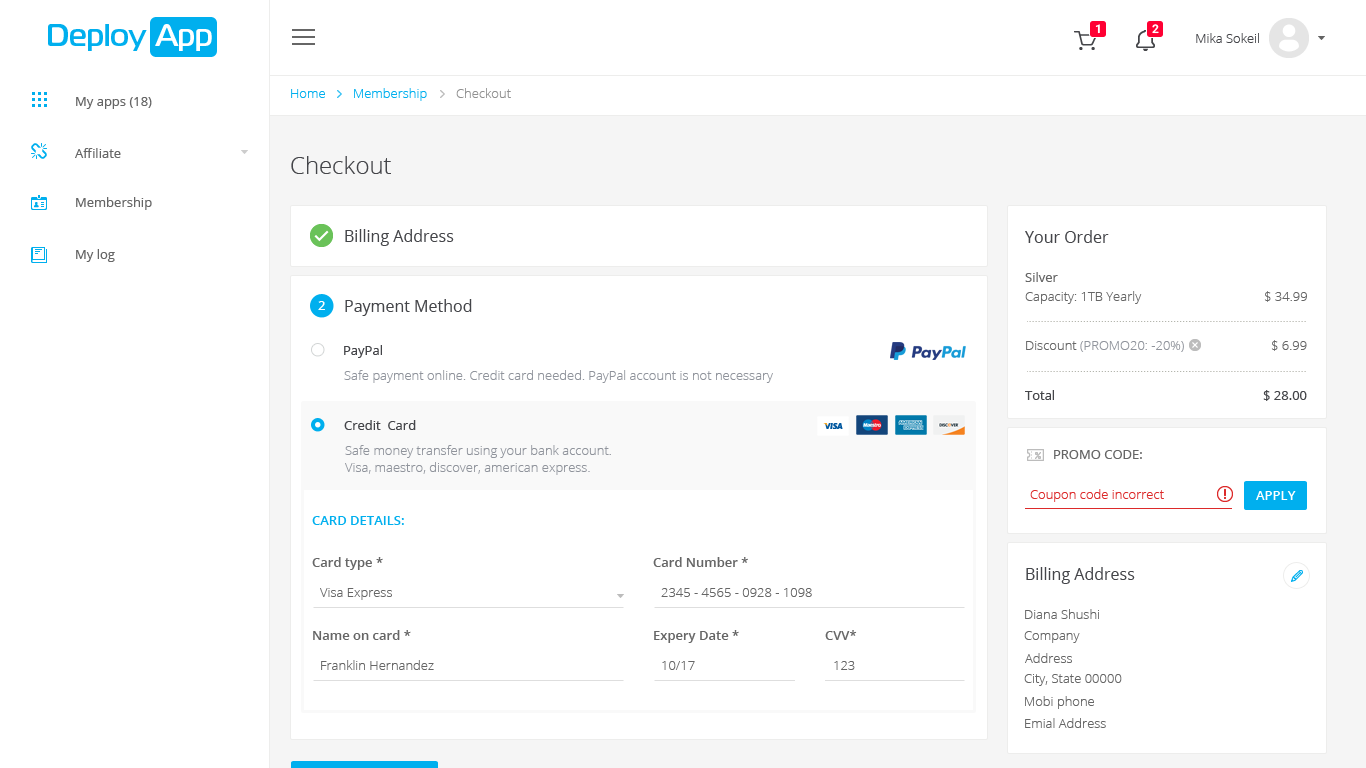 DeployApp
1
2
Mika Sokeil
My apps (18)
Affiliate
Membership
My log
Home > Membership > Checkout
Checkout
Billing Address
2 Payment Method
PayPal
PayPal
Safe payment online. Credit card needed. PayPal account is not necessary
Credit Card
VISA Maestro AMERICAN EXPRESS DISCOVER
Safe money transfer using your bank account.
Visa, maestro, discover, american express.
CARD DETAILS:
Card type *
Card Number *
Visa Express
2345 - 4565 - 0928 - 1098
Name on card *
Expery Date *
CVV*
Franklin Hernandez
10/17
123
Your Order
Silver
Capacity: 1TB Yearly $ 34.99
Discount (PROMO20: -20%) $ 6.99
Total $ 28.00
PROMO CODE:
Coupon code incorrect
APPLY
Billing Address
Diana Shushi
Company
Address
City, State 00000
Mobi phone
Emial Address